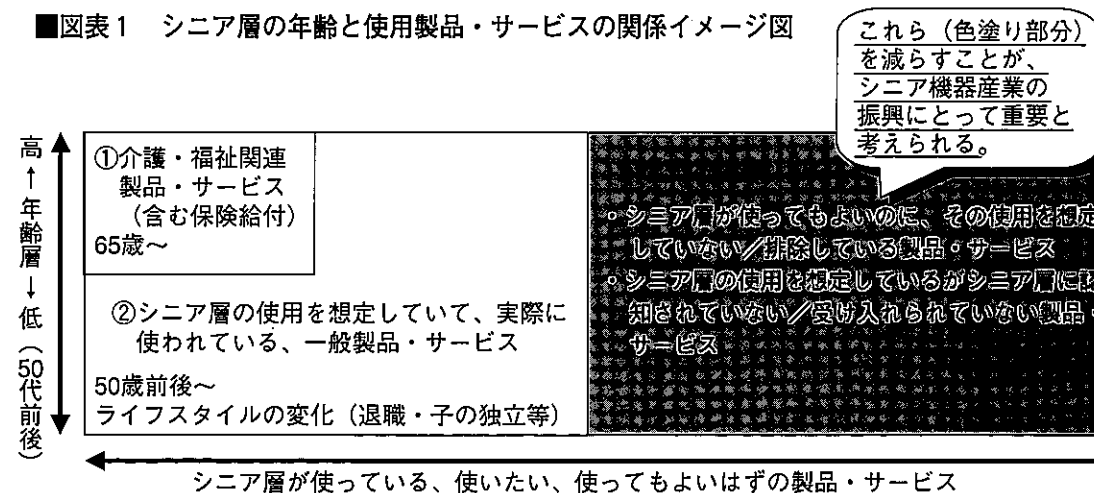 ■図表1　シニア層の年齢と使用製品・サービスの関係イメージ図
これら（色塗り部分）
を減らすことが、
シニア機器産業の
振興にとって重要と
考えられる。
高↑年齢層↓低（50代前後）
①介護・福祉関連
製品・サービス
（含む保険給付）
65歳～
②シニア層の使用を想定していて、実際に
使われている、一般製品・サービス
50歳前後～
ライフスタイルの変化（退職・子の独立等）
・シニア層が使ってもよいのに、その使用を想定
していない／排除している製品・サービス
・シニア層の使用を想定しているがシニア層に認
知されていない／受け入れられていない製品・
サービス
シニア層が使っている、使いたい、使ってもよいはずの製品・サービス